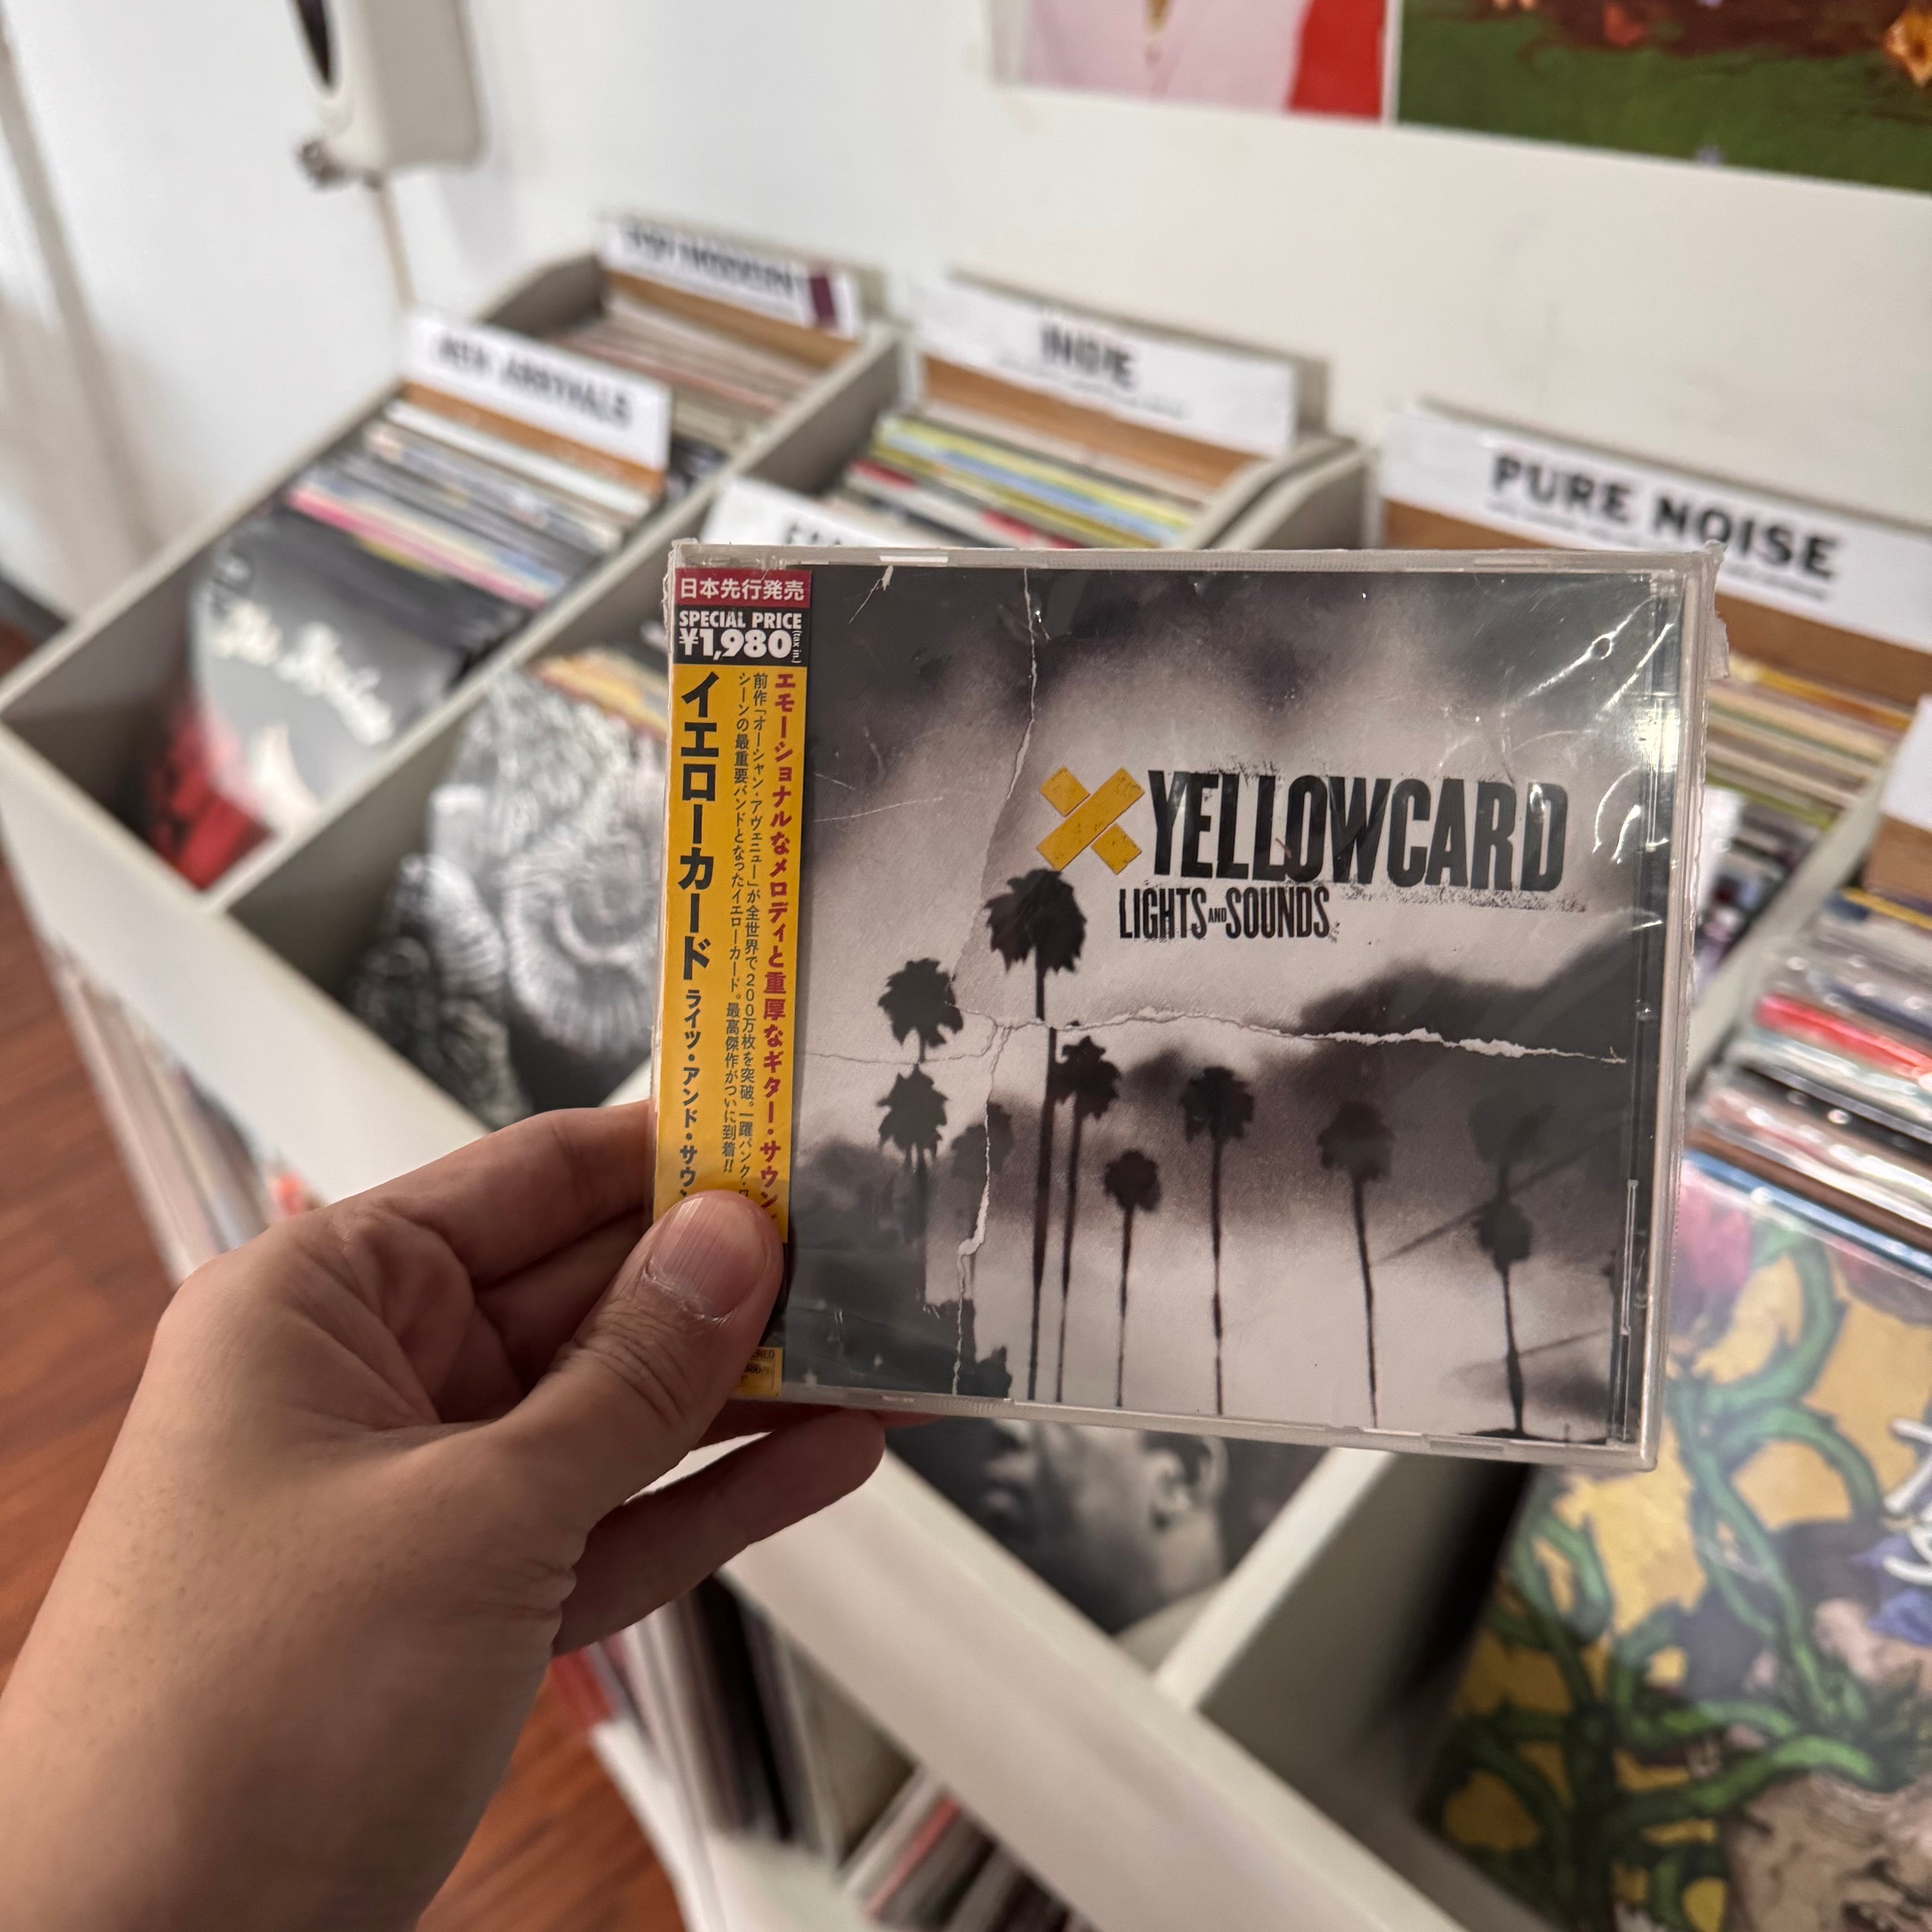 NEW ARRIVALS
INDIE
PURE NOISE
日本先行発売
SPECIAL PRICE
¥1,980 (tax in.)
エモーショナルなメロディと重厚なギター・サウン
前作「オーシャン・アヴェニュー」が全世界で200万枚を突破。一躍パンク・ロ
シーンの最重要バンドとなったイエローカード。最高傑作がついに到着!!
イエローカード ライツ・アンド・サウン
YELLOWCARD
LIGHTS AND SOUNDS